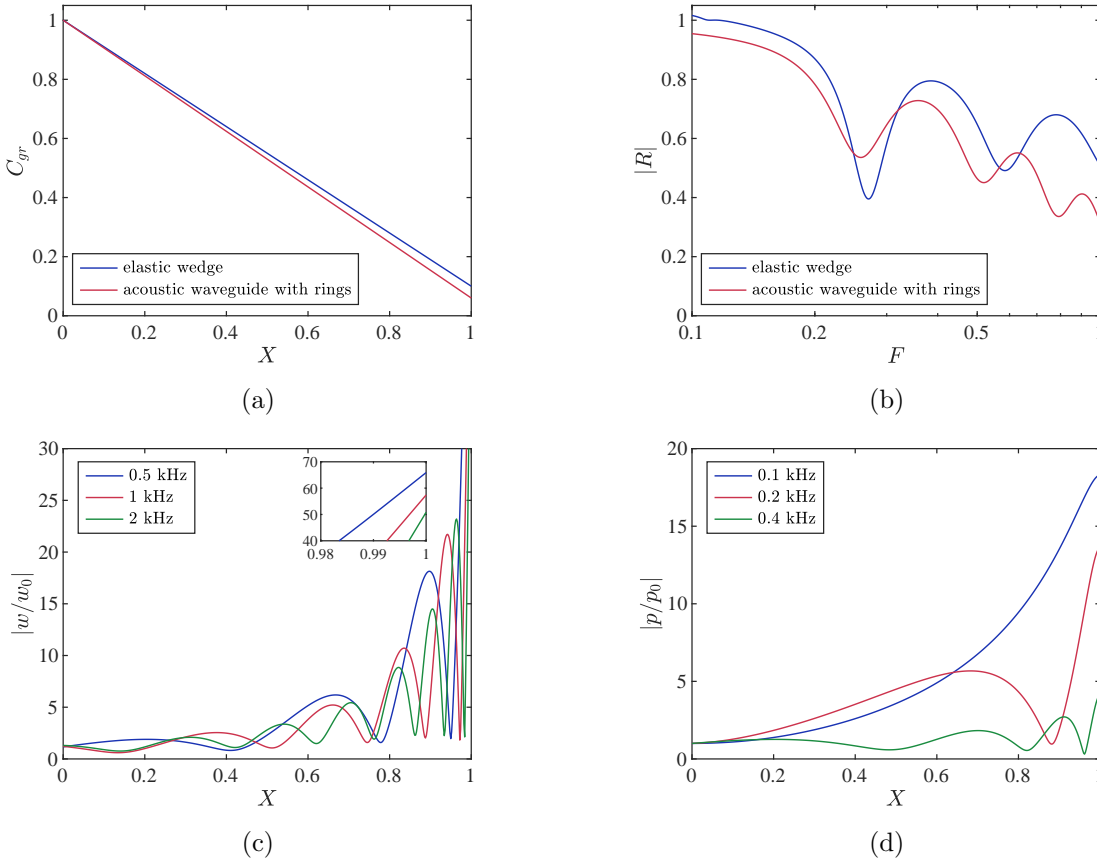 1
0.8
0.6
0.4
0.2
0
C_gr
elastic wedge
acoustic waveguide with rings
0 0.2 0.4 0.6 0.8 1
X
(a)
1
0.8
0.6
0.4
0.2
0
|R|
elastic wedge
acoustic waveguide with rings
0.1 0.2 0.5 1
F
(b)
30
25
20
15
10
5
0
|w/w_0|
0.5 kHz
1 kHz
2 kHz
70
60
50
40
0.98 0.99 1
0 0.2 0.4 0.6 0.8 1
X
(c)
20
15
10
5
0
|p/p_0|
0.1 kHz
0.2 kHz
0.4 kHz
0 0.2 0.4 0.6 0.8 1
X
(d)